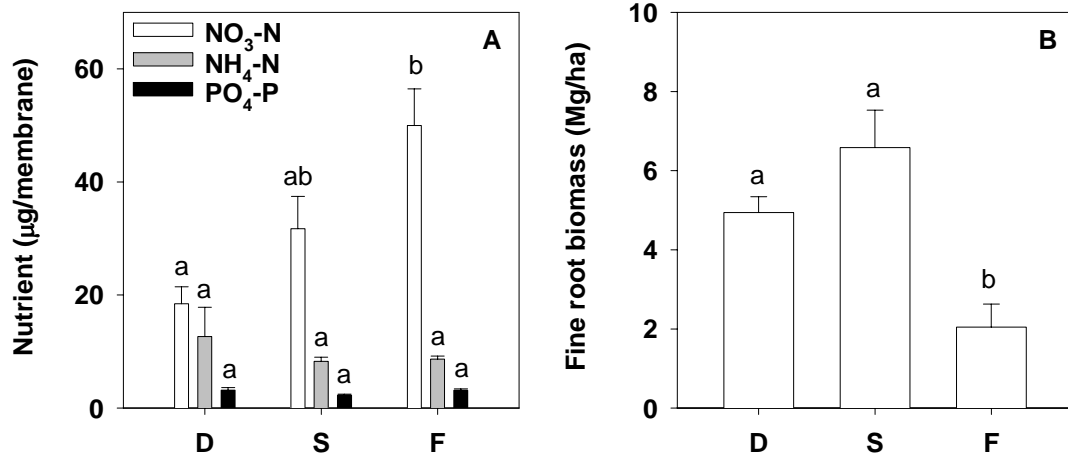 A
NO₃-N
NH₄-N
PO₄-P
Nutrient (μg/membrane)
60
40
20
0
a
a
a
ab
a
a
b
a
a
D
S
F
B
Fine root biomass (Mg/ha)
10
8
6
4
2
0
a
a
b
D
S
F